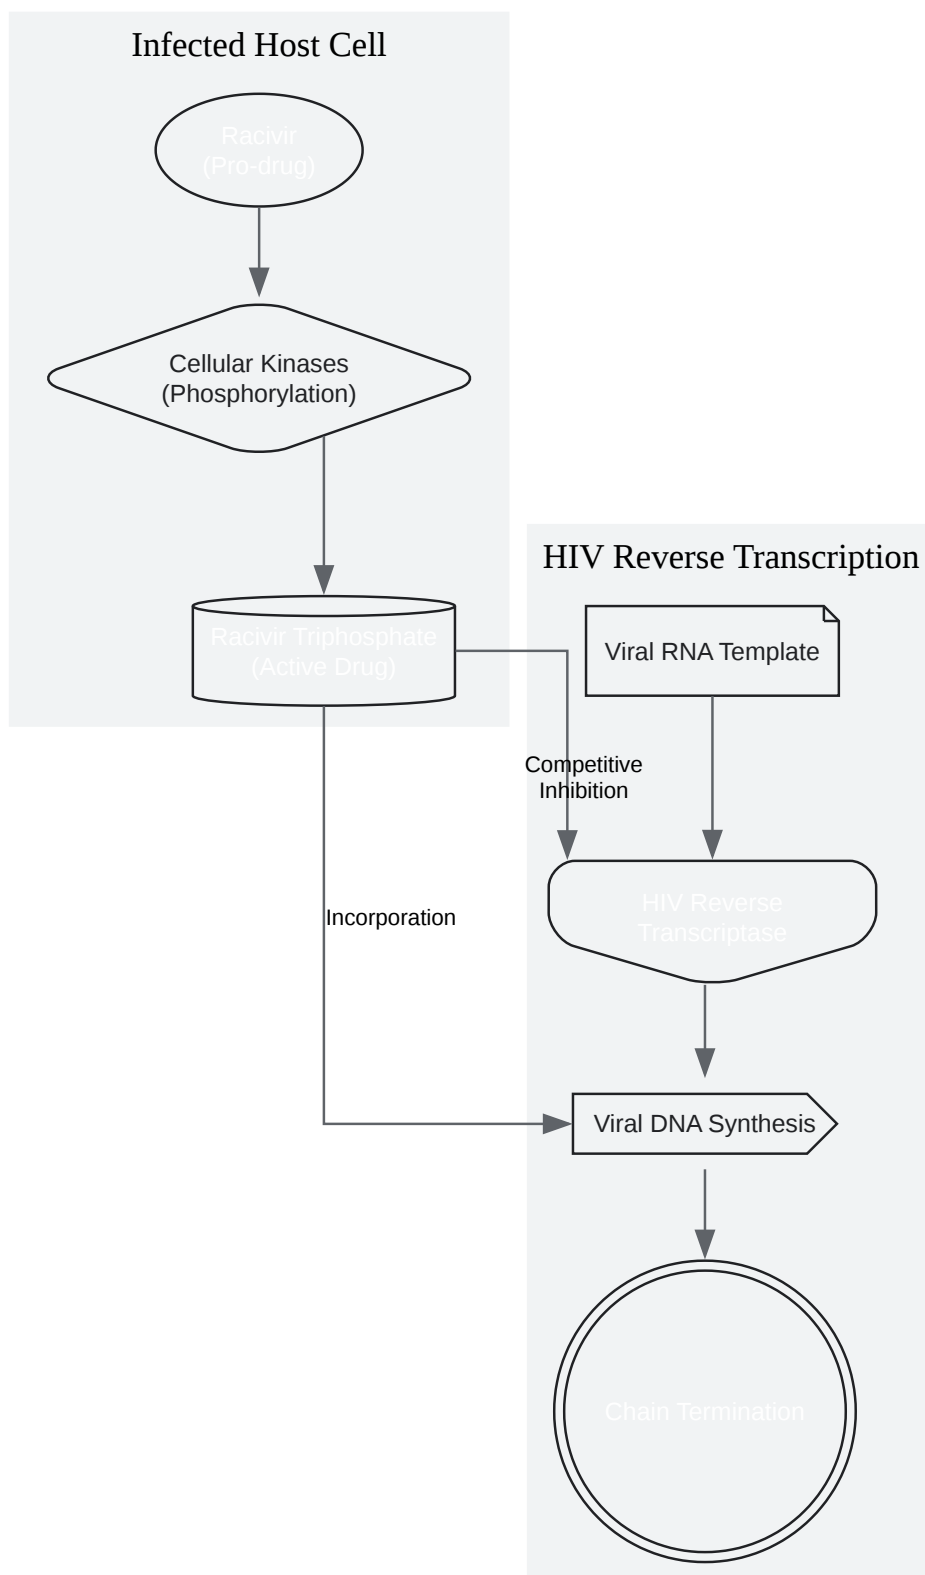 Infected Host Cell
Racivir
(Pro-drug)
Cellular Kinases
(Phosphorylation)
Racivir Triphosphate
(Active Drug)
HIV Reverse Transcription
Viral RNA Template
Competitive
Inhibition
HIV Reverse
Transcriptase
Incorporation
Viral DNA Synthesis
Chain Termination